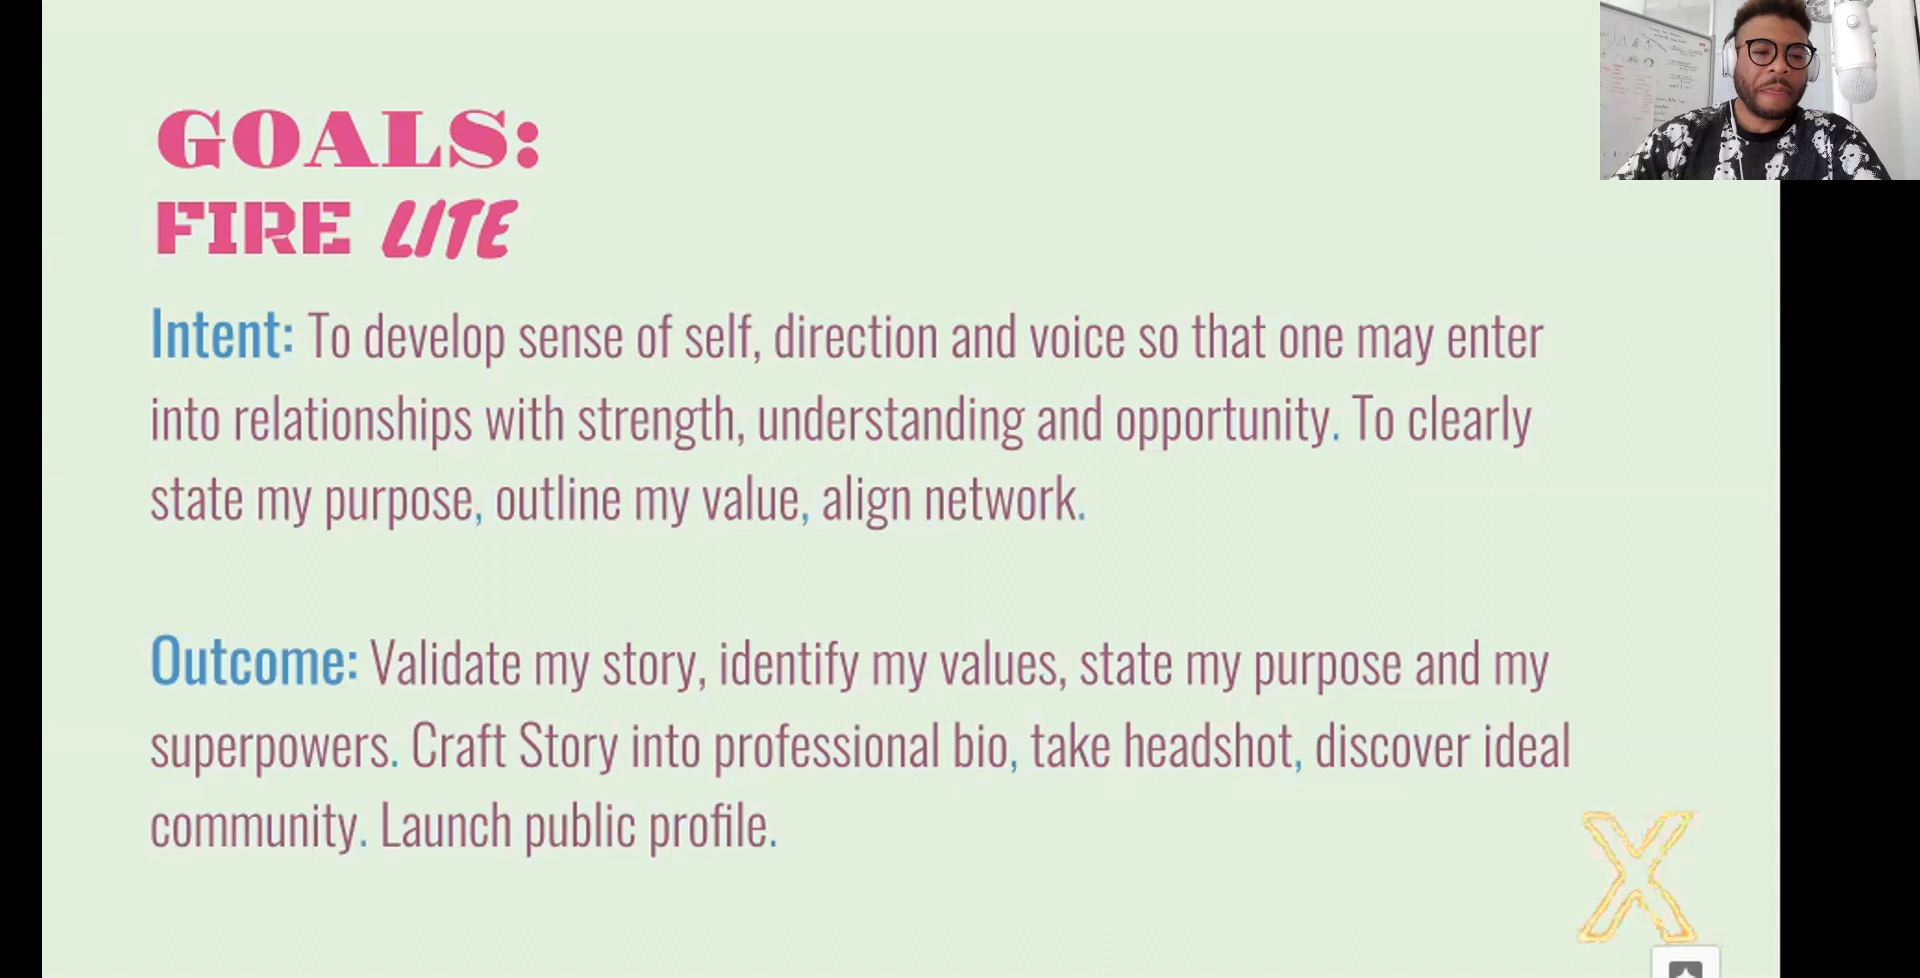 GOALS:
FIRE LITE
Intent: To develop sense of self, direction and voice so that one may enter
into relationships with strength, understanding and opportunity. To clearly
state my purpose, outline my value, align network.
Outcome: Validate my story, identify my values, state my purpose and my
superpowers. Craft Story into professional bio, take headshot, discover ideal
community. Launch public profile.
X